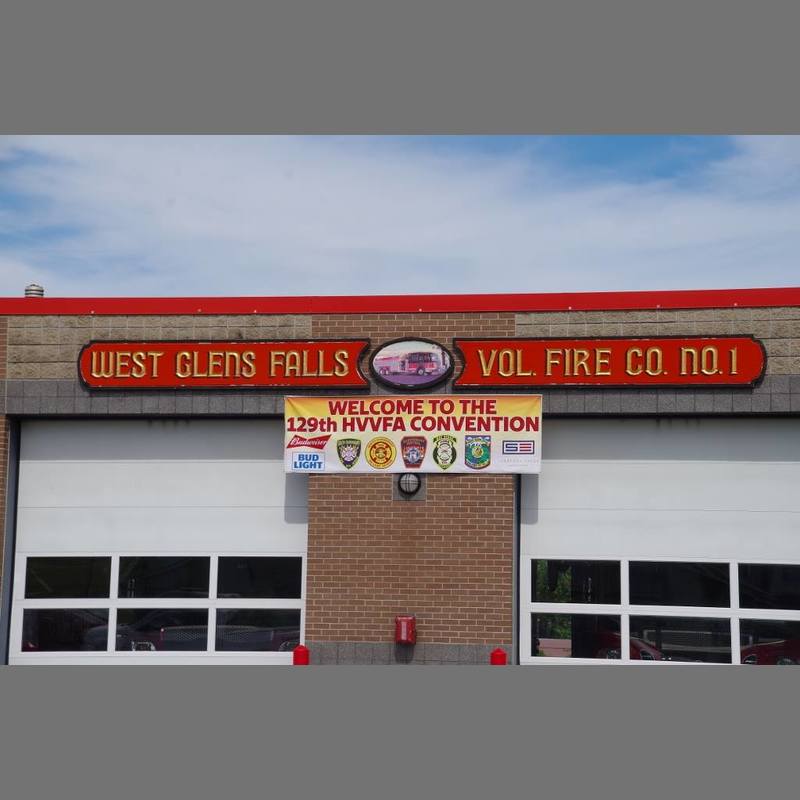 WEST GLENS FALLS
VOL. FIRE CO. NO. 1
WELCOME TO THE
129th HVVFA CONVENTION
Budweiser
BUD
LIGHT